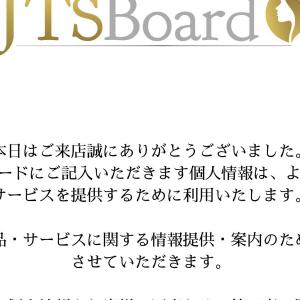 JTSBoard
本日はご来店誠にありがとうございました。
ードにご記入いただきます個人情報は、よ
サービスを提供するために利用いたします。
品・サービスに関する情報提供・案内のため
させていただきます。